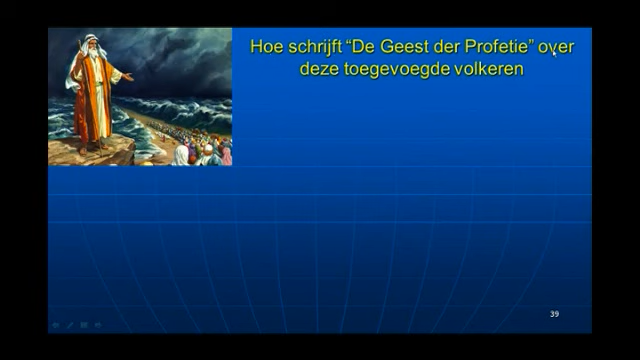 Hoe schrijft “De Geest der Profetie” over
deze toegevoegde volkeren
39